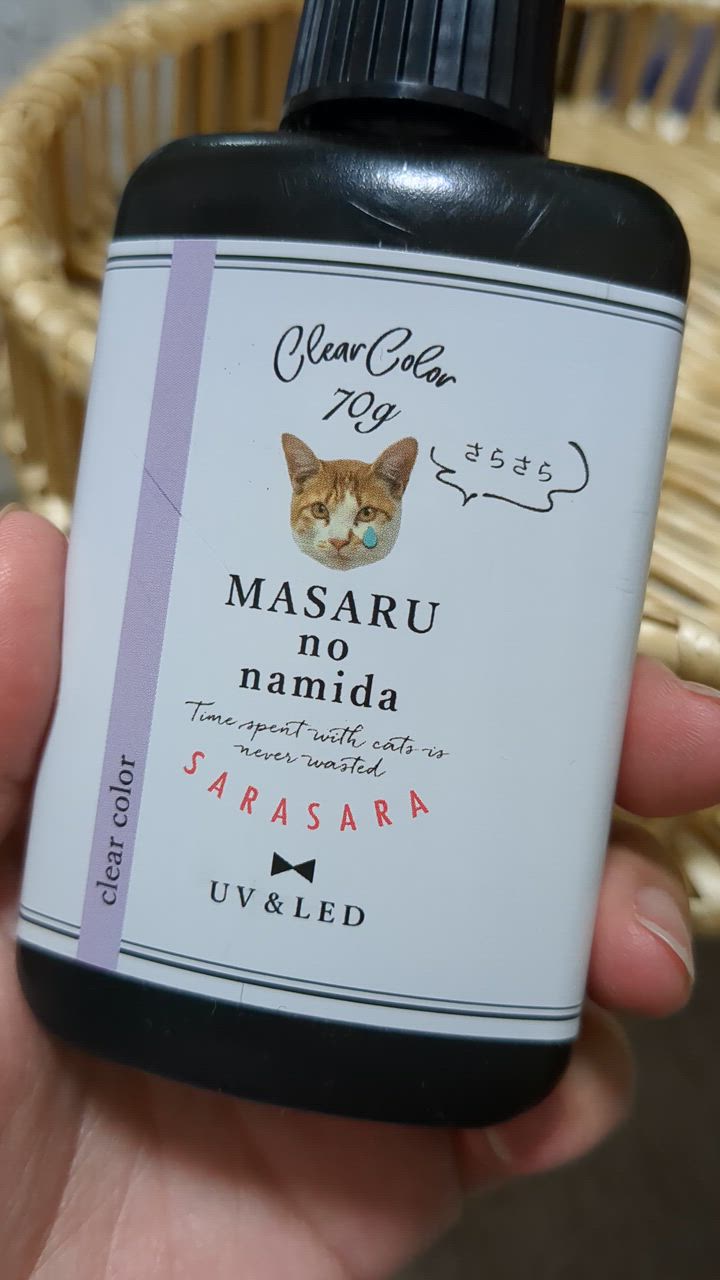 Clear Color
70g
さらさら
MASARU
no
namida
Time spent with cats is
never wasted
SARASARA
UV & LED
clear color